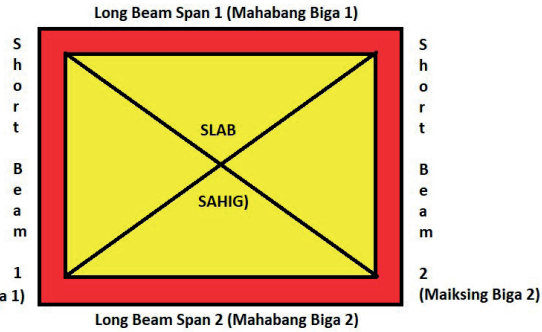 Long Beam Span 1 (Mahabang Biga 1)
Short Beam 1
a 1)
SLAB
SAHIG)
Short Beam 2
(Maiksing Biga 2)
Long Beam Span 2 (Mahabang Biga 2)